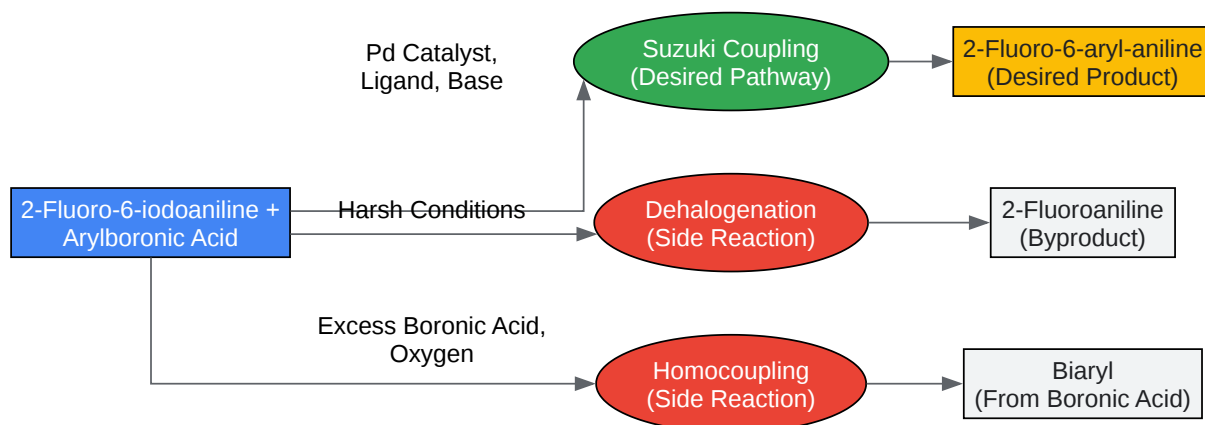 Pd Catalyst,
Ligand, Base
Suzuki Coupling
(Desired Pathway)
2-Fluoro-6-aryl-aniline
(Desired Product)
2-Fluoro-6-iodoaniline +
Arylboronic Acid
Harsh Conditions
Dehalogenation
(Side Reaction)
2-Fluoroaniline
(Byproduct)
Excess Boronic Acid,
Oxygen
Homocoupling
(Side Reaction)
Biaryl
(From Boronic Acid)